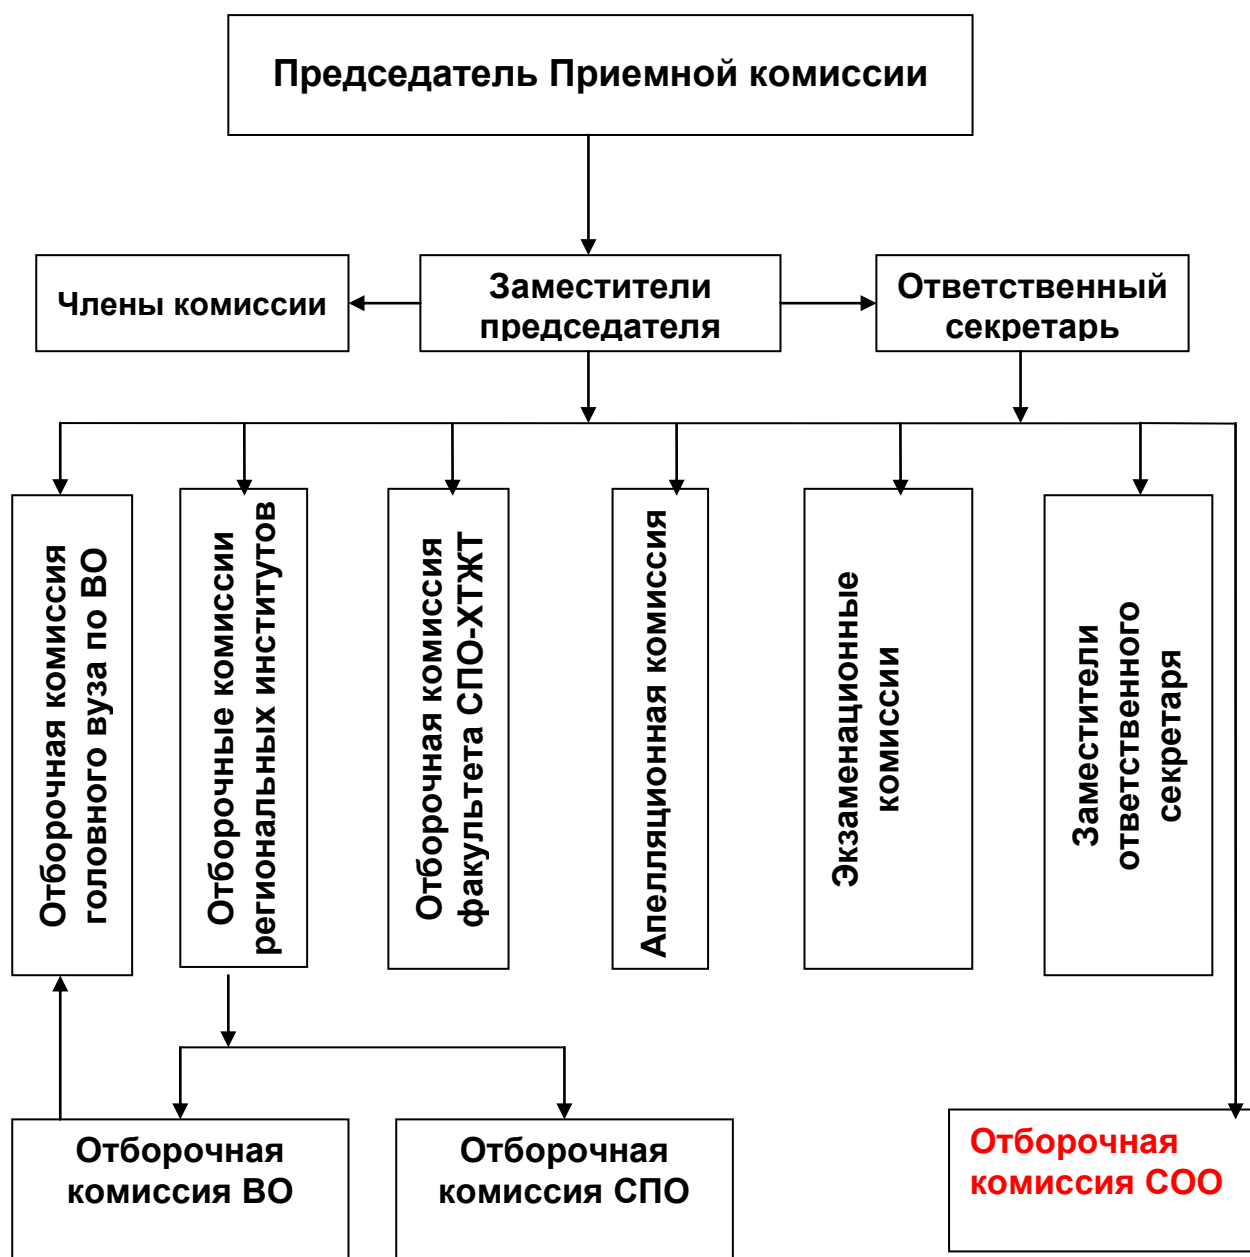 Председатель Приемной комиссии
Члены комиссии
Заместители
председателя
Ответственный
секретарь
Отборочная комиссия
головного вуза по ВО
Отборочные комиссии
региональных институтов
Отборочная комиссия
факультета СПО-ХТЖТ
Апелляционная комиссия
Экзаменационные
комиссии
Заместители
ответственного
секретаря
Отборочная
комиссия ВО
Отборочная
комиссия СПО
Отборочная
комиссия СОО